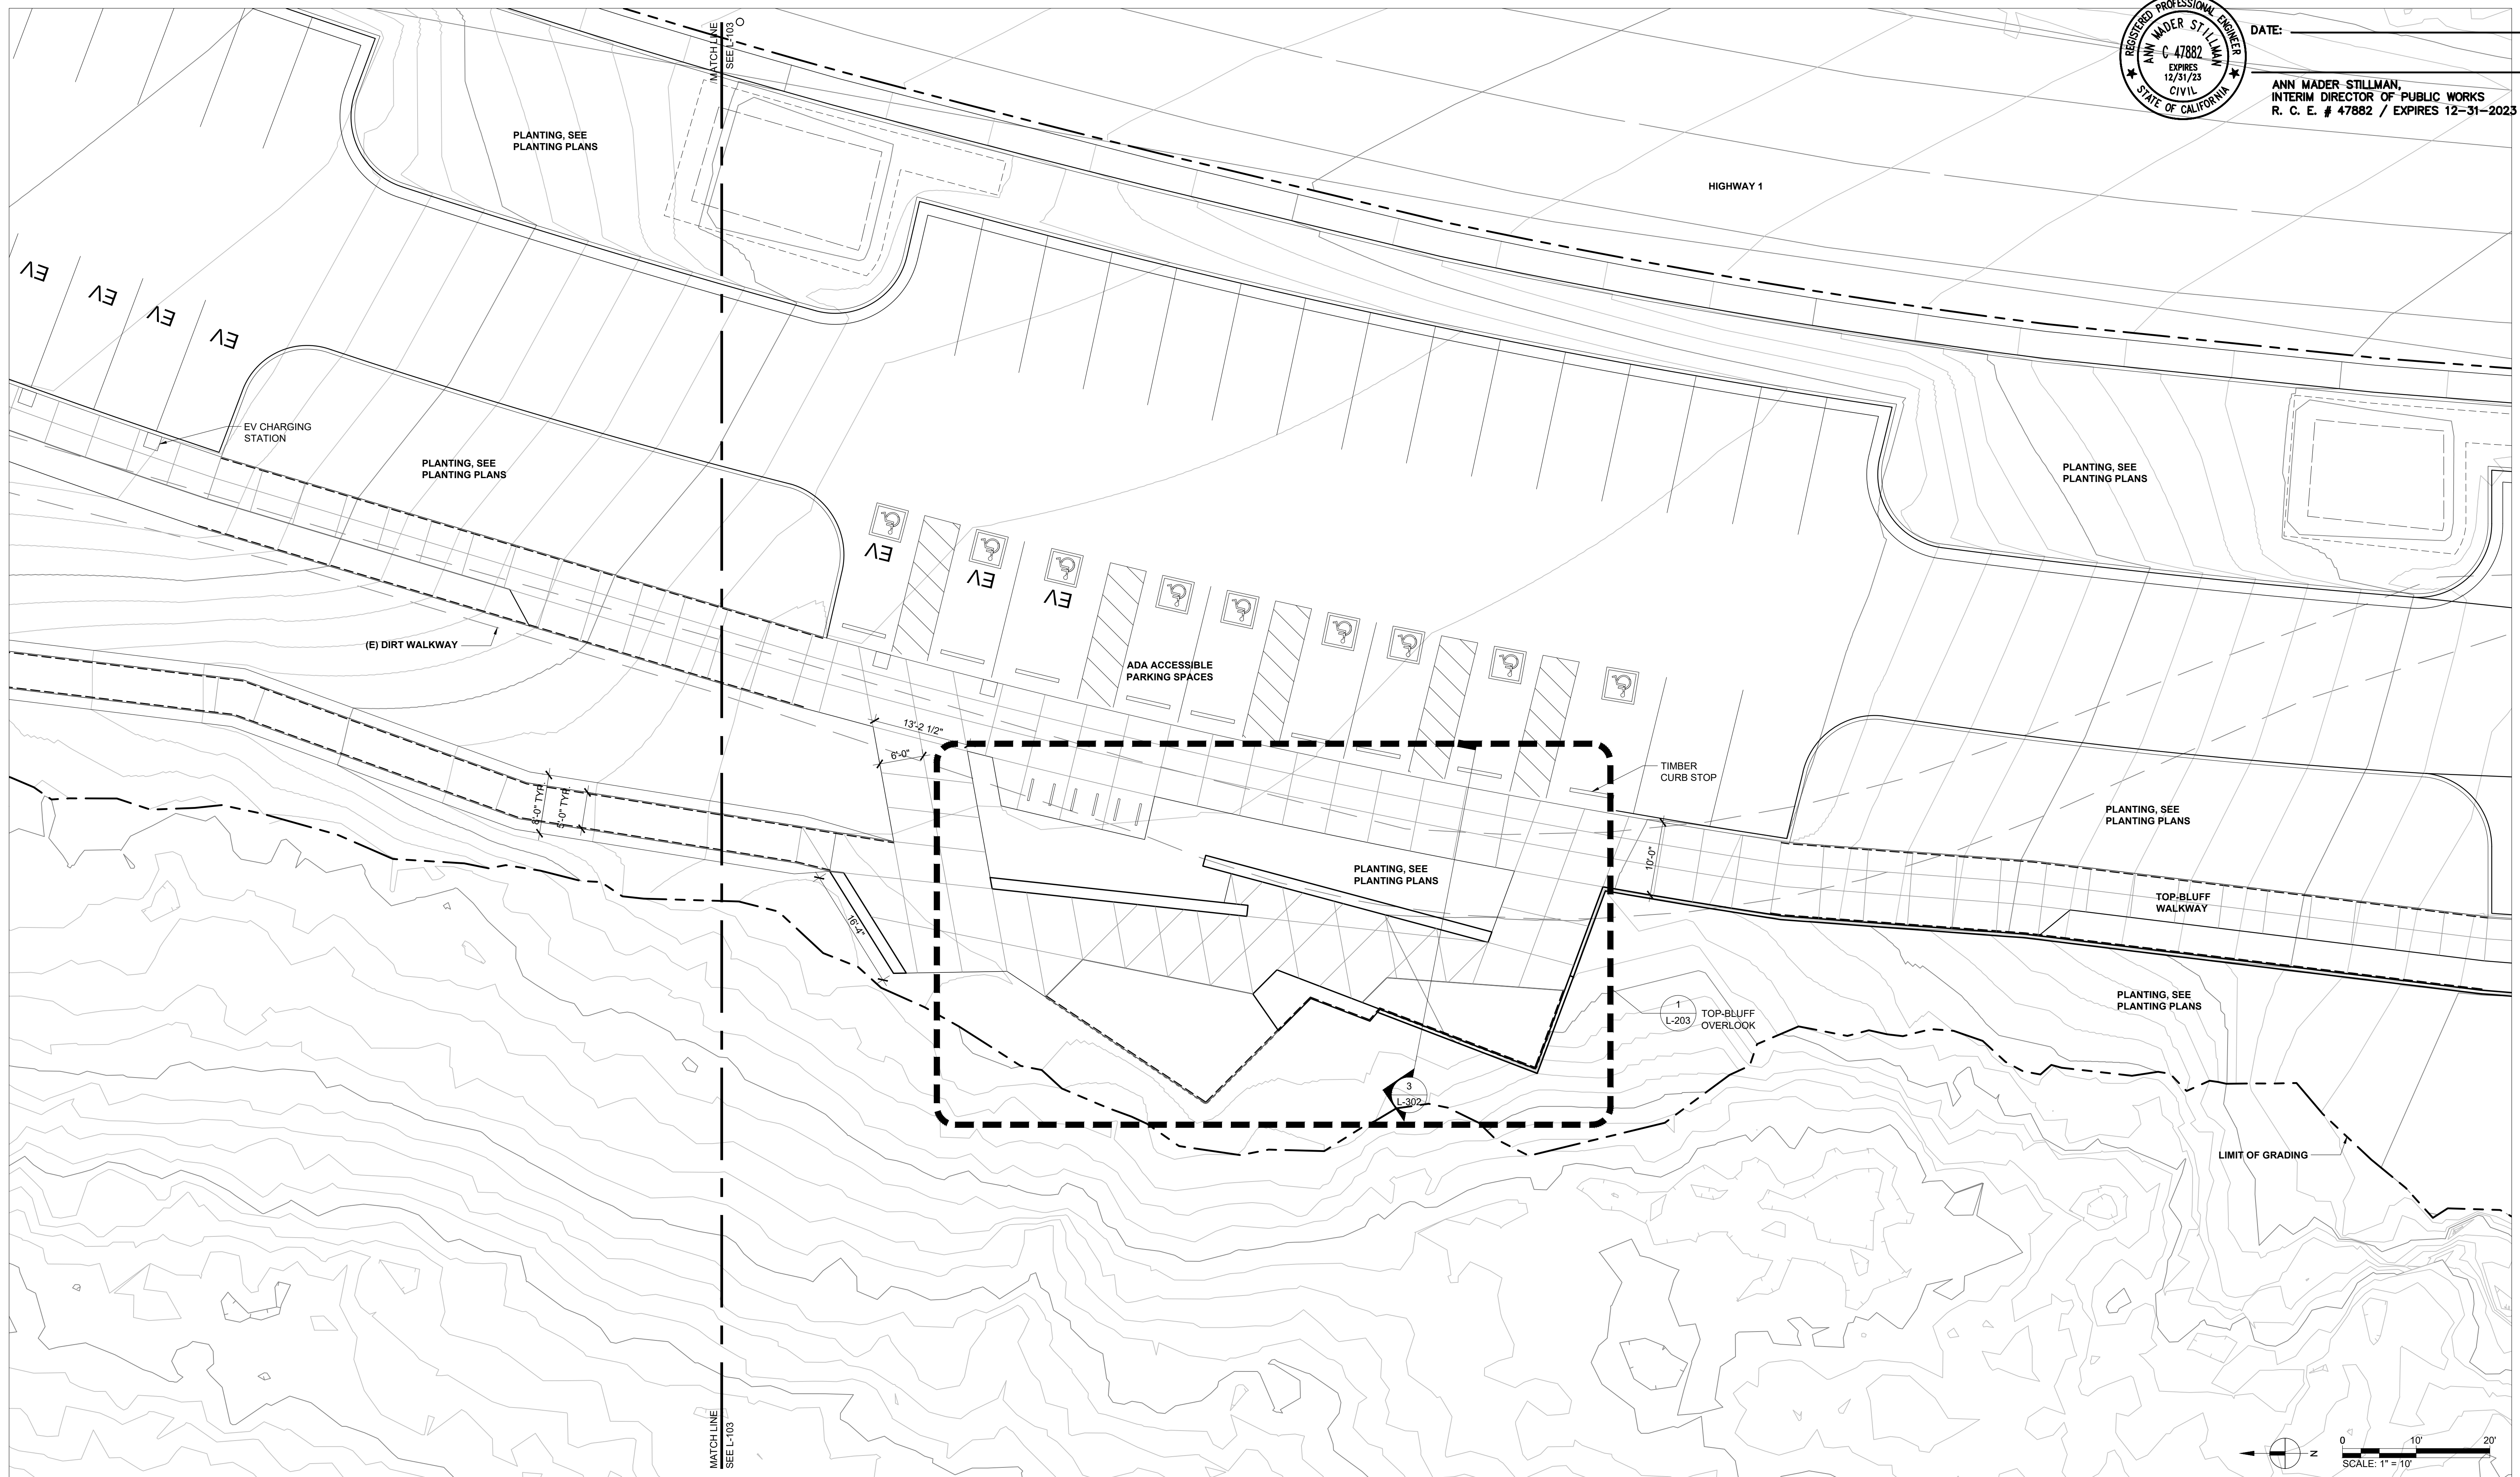 MATCH LINE
SEE L-103
REGISTERED PROFESSIONAL ENGINEER
ANN MADER STILLMAN
C 47882
EXPIRES
12/31/23
CIVIL
STATE OF CALIFORNIA
DATE:
ANN MADER STILLMAN,
INTERIM DIRECTOR OF PUBLIC WORKS
R. C. E. # 47882 / EXPIRES 12-31-2023
PLANTING, SEE
PLANTING PLANS
HIGHWAY 1
EV
EV
EV
EV
EV CHARGING
STATION
PLANTING, SEE
PLANTING PLANS
PLANTING, SEE
PLANTING PLANS
EV
EV
EV
(E) DIRT WALKWAY
ADA ACCESSIBLE
PARKING SPACES
13'-2 1/2"
6'-0"
TIMBER
CURB STOP
8'-0" TYP.
5'-0" TYP.
PLANTING, SEE
PLANTING PLANS
10'-0"
PLANTING, SEE
PLANTING PLANS
16'-4"
TOP-BLUFF
WALKWAY
1
L-203
TOP-BLUFF
OVERLOOK
PLANTING, SEE
PLANTING PLANS
3
L-302
LIMIT OF GRADING
MATCH LINE
SEE L-103
N
0 10' 20'
SCALE: 1" = 10'